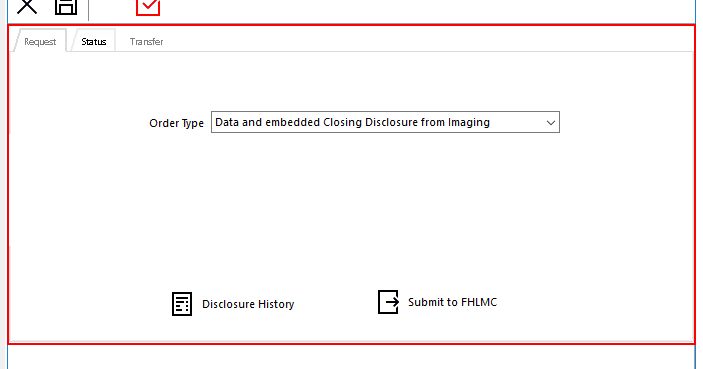 Request Status Transfer
Order Type Data and embedded Closing Disclosure from Imaging
Disclosure History Submit to FHLMC